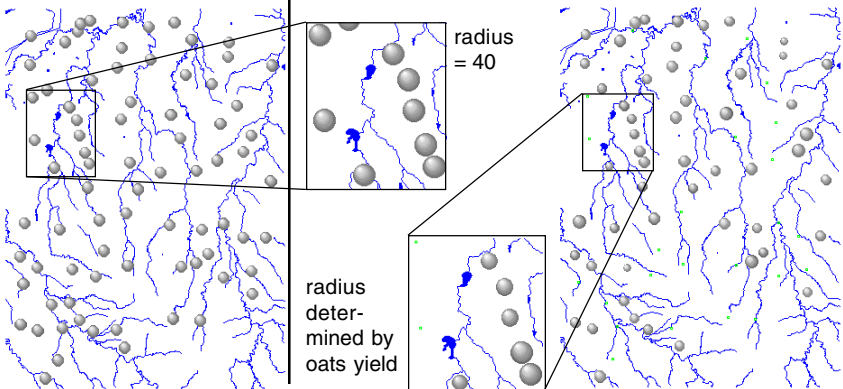 radius
= 40
radius
deter-
mined by
oats yield